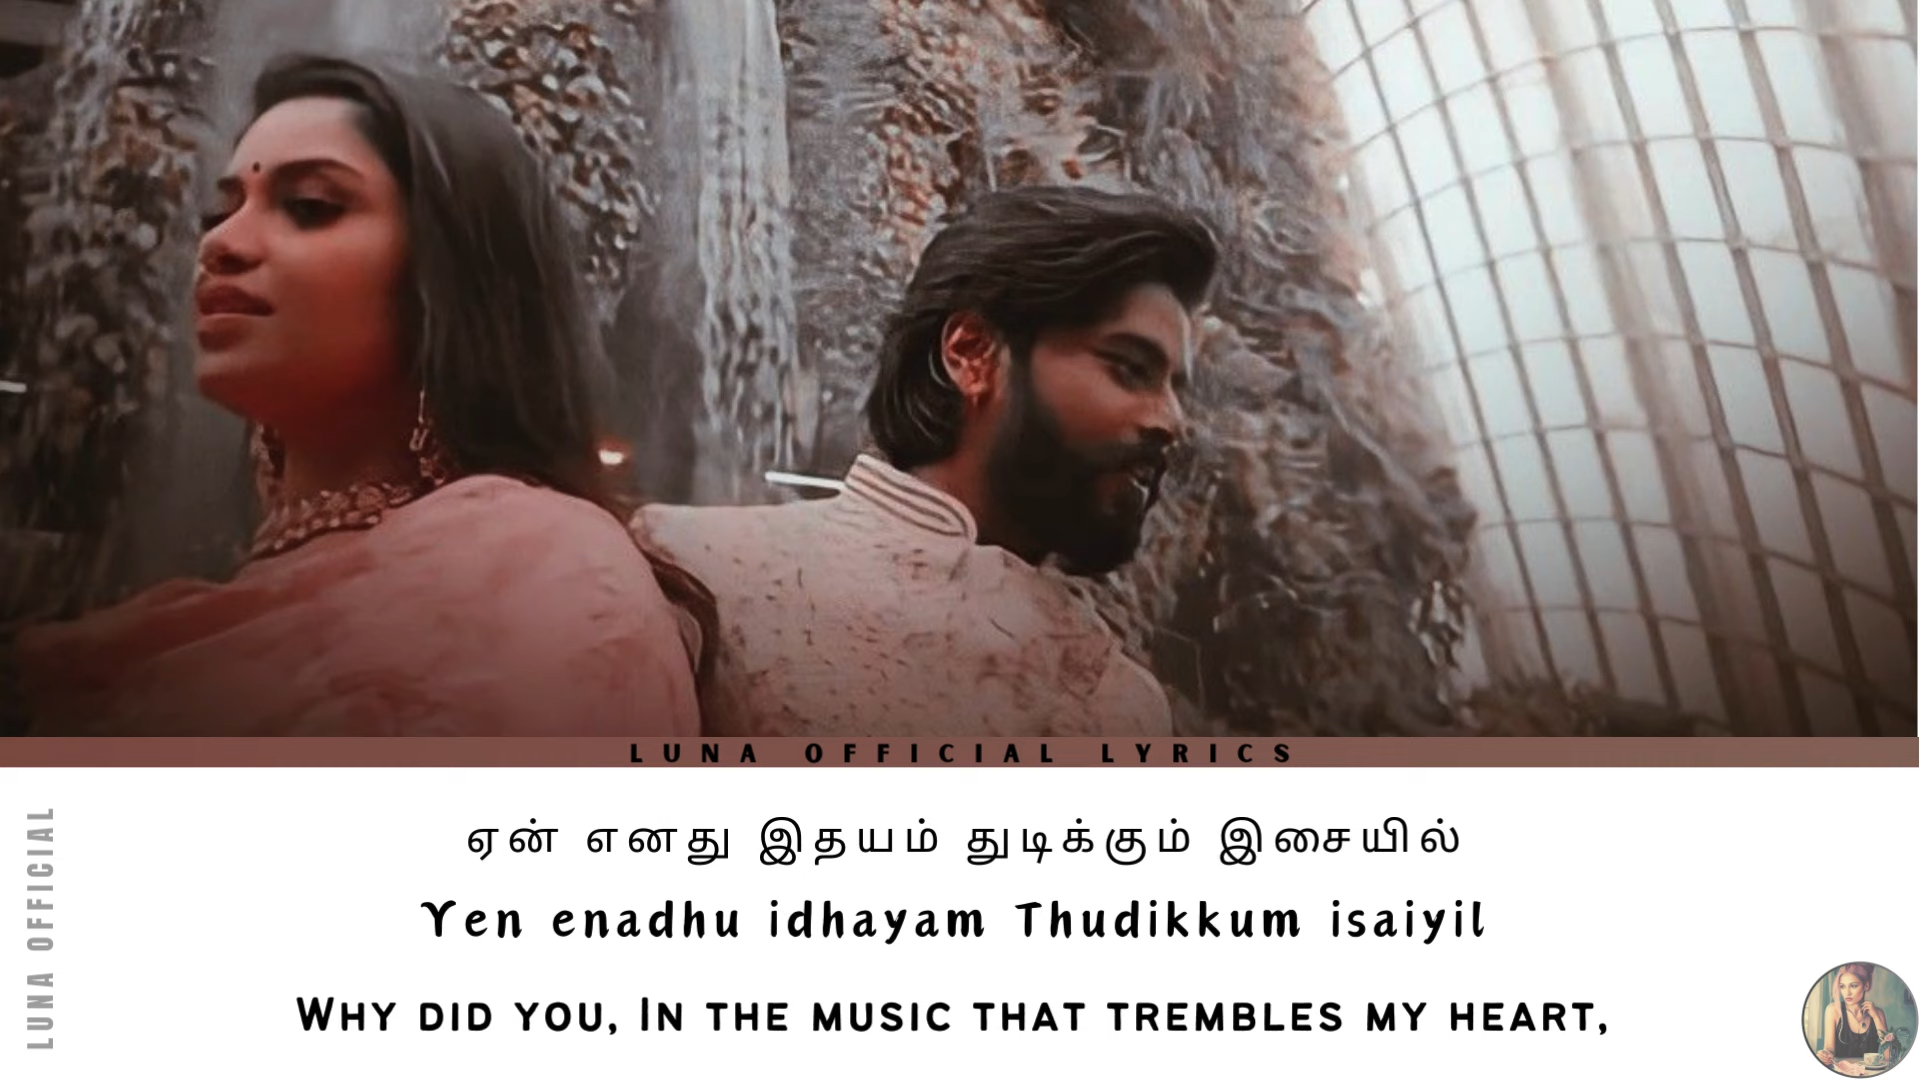 LUNA OFFICIAL LYRICS
LUNA OFFICIAL
ஏன் எனது இதயம் துடிக்கும் இசையில்
Yen enadhu idhayam Thudikkum isaiyil
WHY DID YOU, IN THE MUSIC THAT TREMBLES MY HEART,